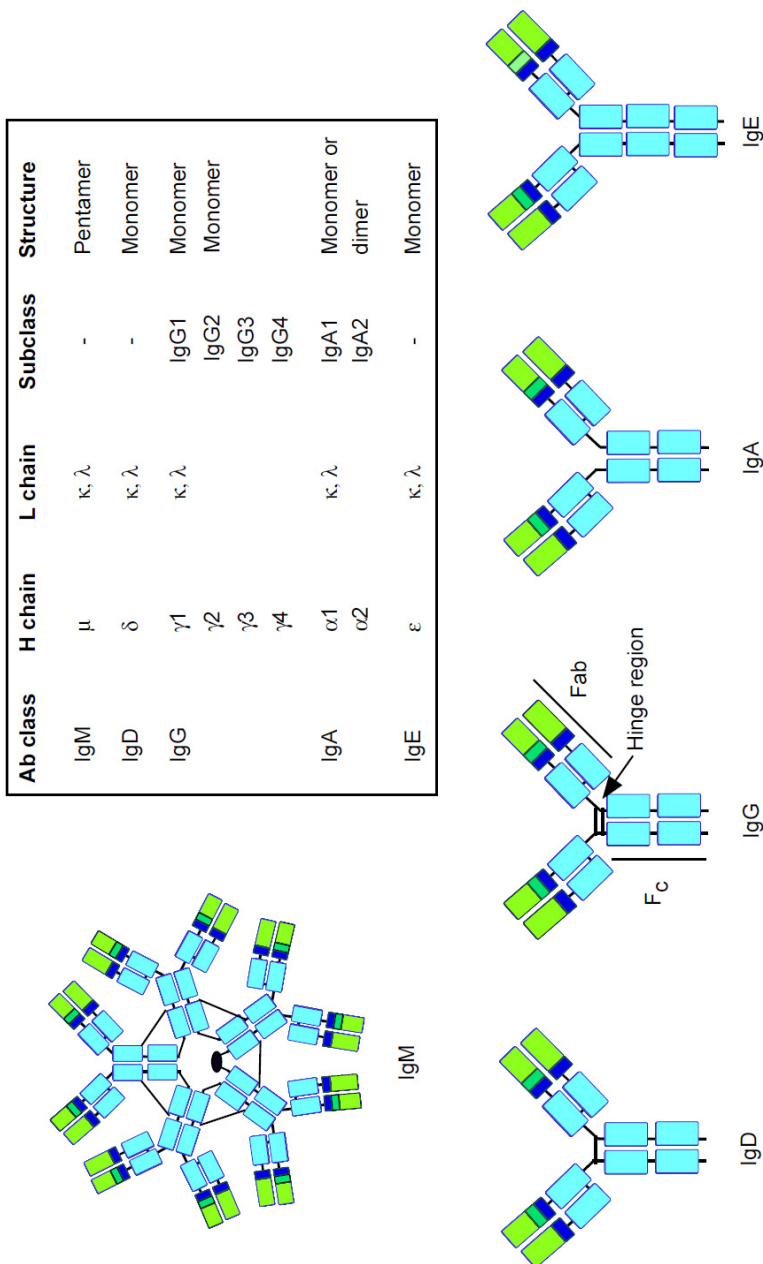 Ab class H chain L chain Subclass Structure
IgM μ κ, λ - Pentamer
IgD δ κ, λ - Monomer
IgG γ1 κ, λ IgG1 Monomer
γ2 IgG2 Monomer
γ3 IgG3
γ4 IgG4
IgA α1 κ, λ IgA1 Monomer or
α2 IgA2 dimer
IgE ε κ, λ - Monomer
IgM
Fab
Hinge region
Fc
IgD
IgG
IgA
IgE